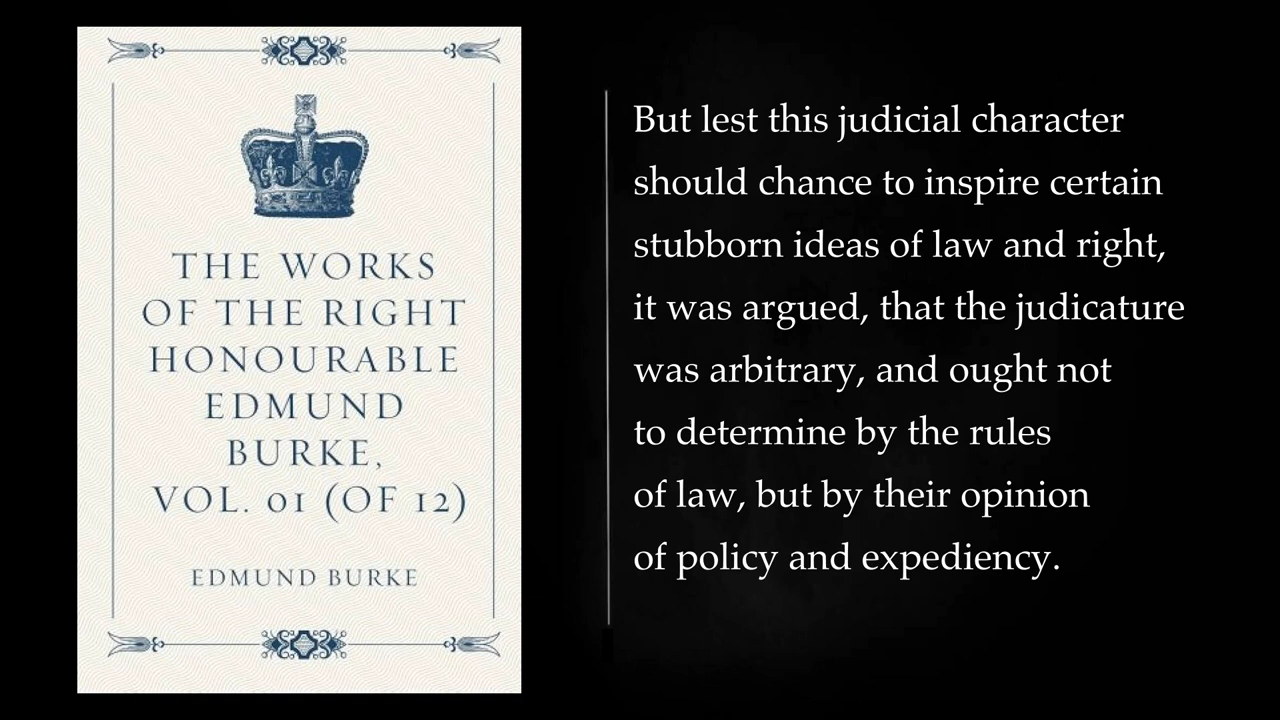 THE WORKS
OF THE RIGHT
HONOURABLE
EDMUND
BURKE,
VOL. 01 (OF 12)
EDMUND BURKE
But lest this judicial character
should chance to inspire certain
stubborn ideas of law and right,
it was argued, that the judicature
was arbitrary, and ought not
to determine by the rules
of law, but by their opinion
of policy and expediency.